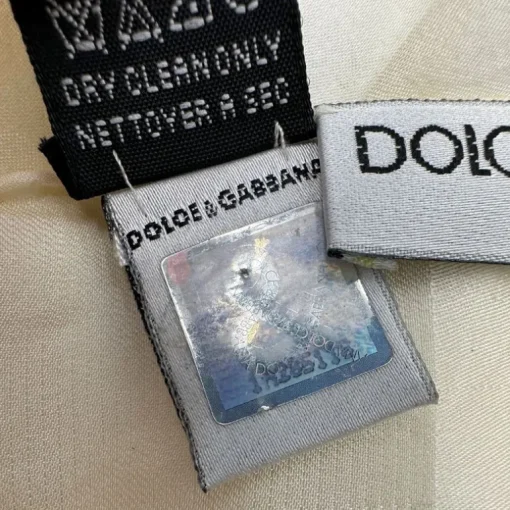 DRY CLEAN ONLY
NETTOYER A SEC
DOLCE & GABBANA
DOLC